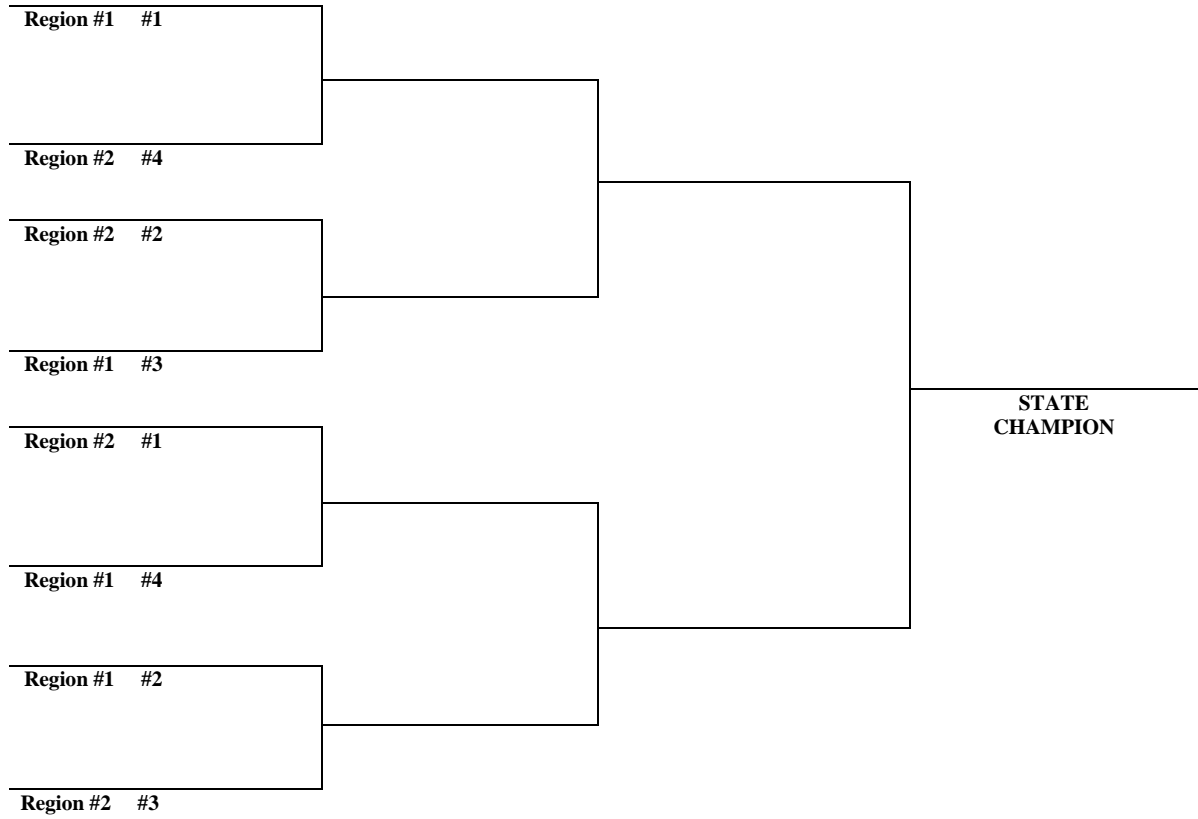 Region #1 #1
Region #2 #4
Region #2 #2
Region #1 #3
STATE
CHAMPION
Region #2 #1
Region #1 #4
Region #1 #2
Region #2 #3